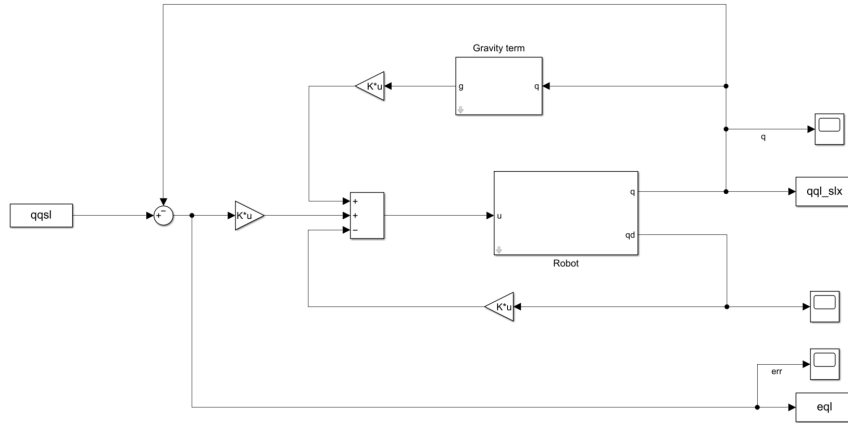 Gravity term
K*u
g
q
q
+
−
qqsl
+
K*u
+
+
−
u
q
qd
qql_slx
Robot
K*u
err
eql